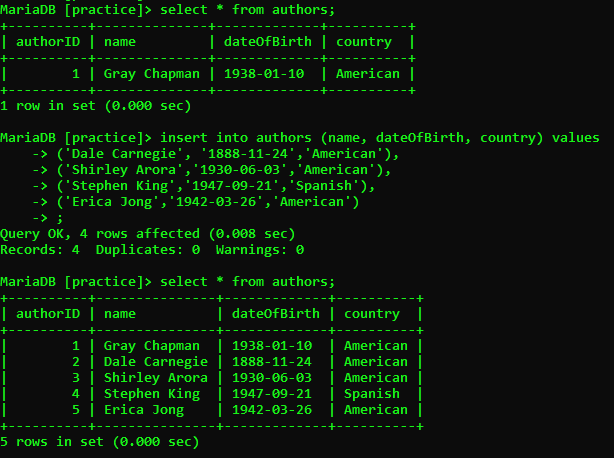 MariaDB [practice]> select * from authors;
+----------+--------------+-------------+----------+
| authorID | name         | dateOfBirth | country  |
+----------+--------------+-------------+----------+
|        1 | Gray Chapman | 1938-01-10  | American |
+----------+--------------+-------------+----------+
1 row in set (0.000 sec)
MariaDB [practice]> insert into authors (name, dateOfBirth, country) values
    -> ('Dale Carnegie', '1888-11-24','American'),
    -> ('Shirley Arora','1930-06-03','American'),
    -> ('Stephen King','1947-09-21','Spanish'),
    -> ('Erica Jong','1942-03-26','American')
    -> ;
Query OK, 4 rows affected (0.008 sec)
Records: 4  Duplicates: 0  Warnings: 0
MariaDB [practice]> select * from authors;
+----------+---------------+-------------+----------+
| authorID | name          | dateOfBirth | country  |
+----------+---------------+-------------+----------+
|        1 | Gray Chapman  | 1938-01-10  | American |
|        2 | Dale Carnegie | 1888-11-24  | American |
|        3 | Shirley Arora | 1930-06-03  | American |
|        4 | Stephen King  | 1947-09-21  | Spanish  |
|        5 | Erica Jong    | 1942-03-26  | American |
+----------+---------------+-------------+----------+
5 rows in set (0.000 sec)